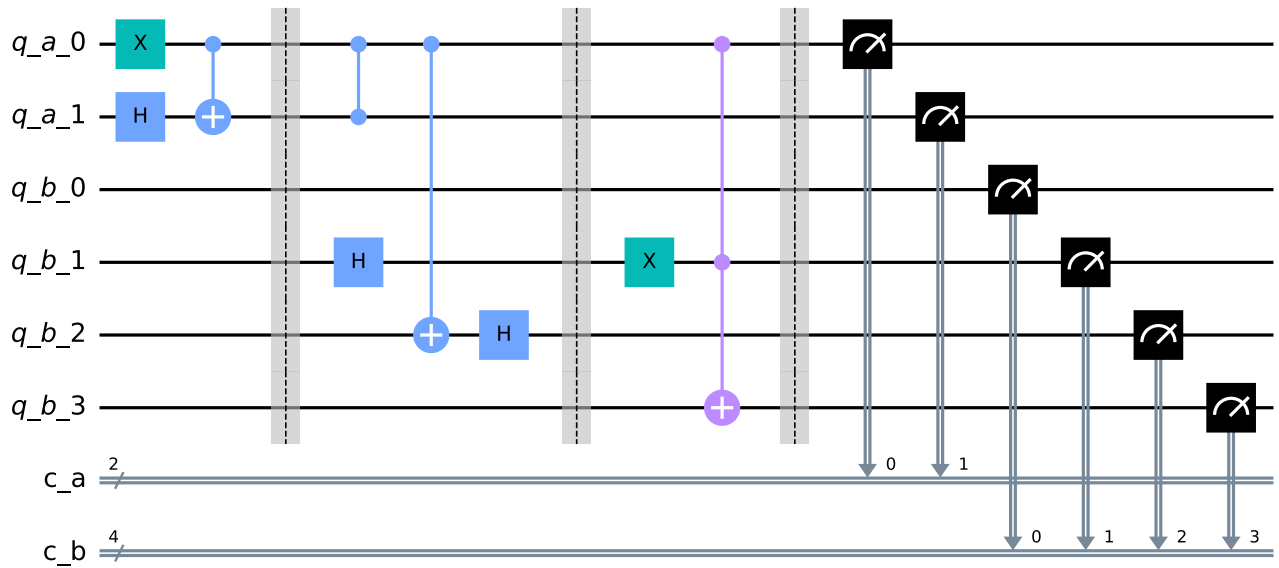 q_a_0 X
q_a_1 H
q_b_0
q_b_1 H X
q_b_2 H
q_b_3
c_a 2 0 1
c_b 4 0 1 2 3